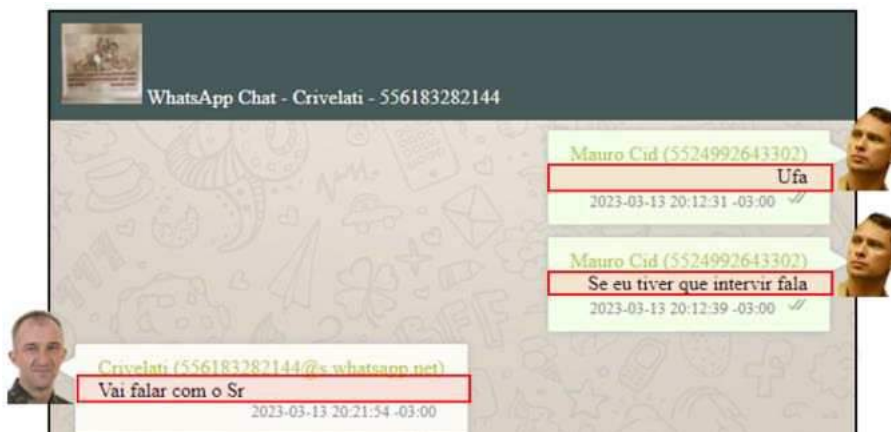 WhatsApp Chat - Crivelati - 556183282144
Mauro Cid (5524992643302)
Ufa
2023-03-13 20:12:31 -03:00
Mauro Cid (5524992643302)
Se eu tiver que intervir fala
2023-03-13 20:12:39 -03:00
Crivelati (556183282144@s.whatsapp.net)
Vai falar com o Sr
2023-03-13 20:21:54 -03:00